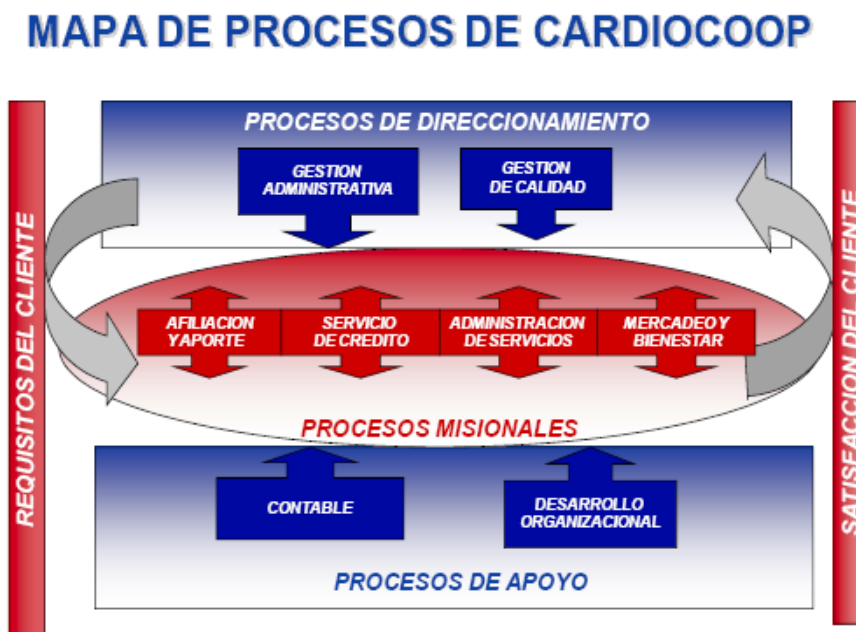 MAPA DE PROCESOS DE CARDIOCOOP
REQUISITOS DEL CLIENTE
PROCESOS DE DIRECCIONAMIENTO
GESTION
ADMINISTRATIVA
GESTION
DE CALIDAD
AFILIACION
Y APORTE
SERVICIO
DE CREDITO
ADMINISTRACION
DE SERVICIOS
MERCADEO Y
BIENESTAR
PROCESOS MISIONALES
CONTABLE
DESARROLLO
ORGANIZACIONAL
PROCESOS DE APOYO
SATISFACCION DEL CLIENTE